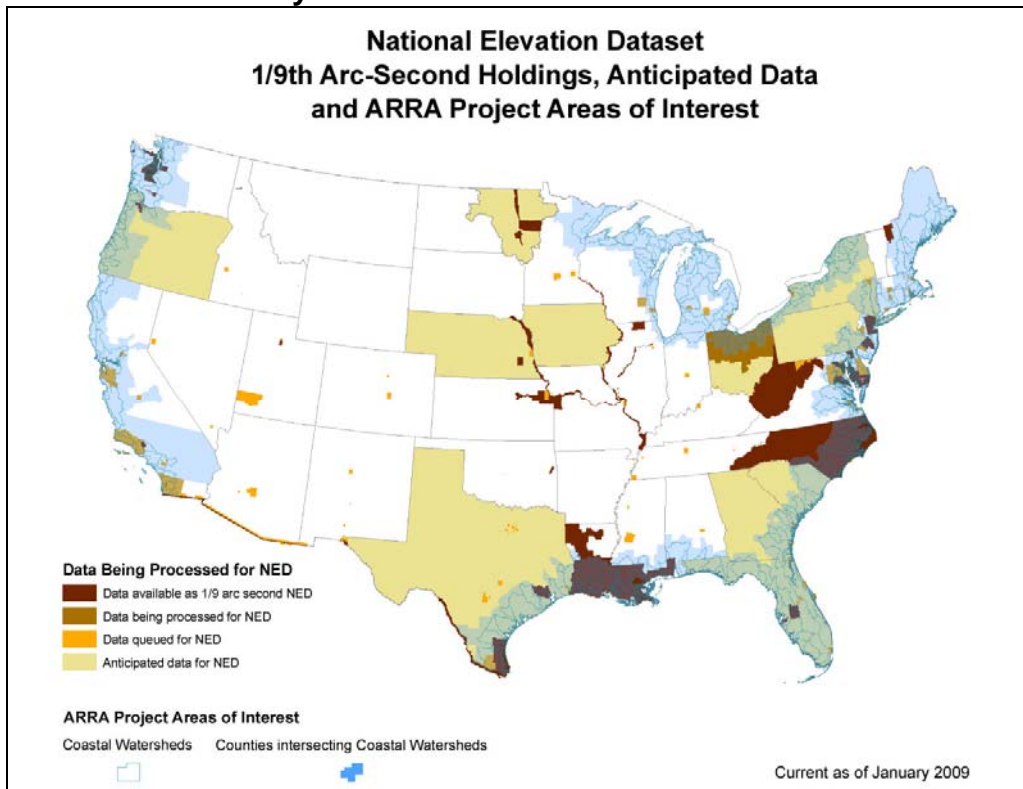 National Elevation Dataset
1/9th Arc-Second Holdings, Anticipated Data
and ARRA Project Areas of Interest
Data Being Processed for NED
Data available as 1/9 arc second NED
Data being processed for NED
Data queued for NED
Anticipated data for NED
ARRA Project Areas of Interest
Coastal Watersheds Counties intersecting Coastal Watersheds
Current as of January 2009